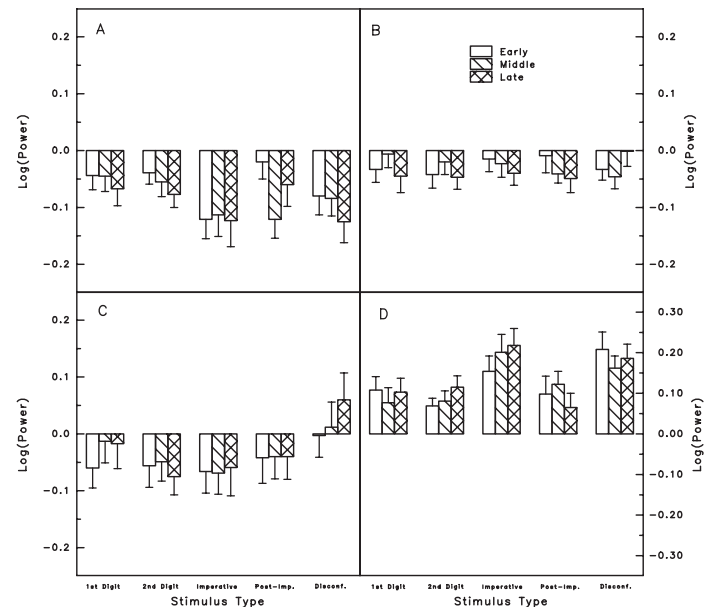 A
B
Early
Middle
Late
0.2
0.1
0.0
-0.1
-0.2
Log(Power)
0.2
0.1
0.0
-0.1
-0.2
Log(Power)
C
D
0.2
0.1
0.0
-0.1
-0.2
Log(Power)
0.30
0.20
0.10
0.00
-0.10
0.20
-0.30
Log(Power)
1st Digit 2nd Digit Imperative Post-Imp. Disconf.
1st Digit 2nd Digit Imperative Post-Imp. Disconf.
Stimulus Type
Stimulus Type